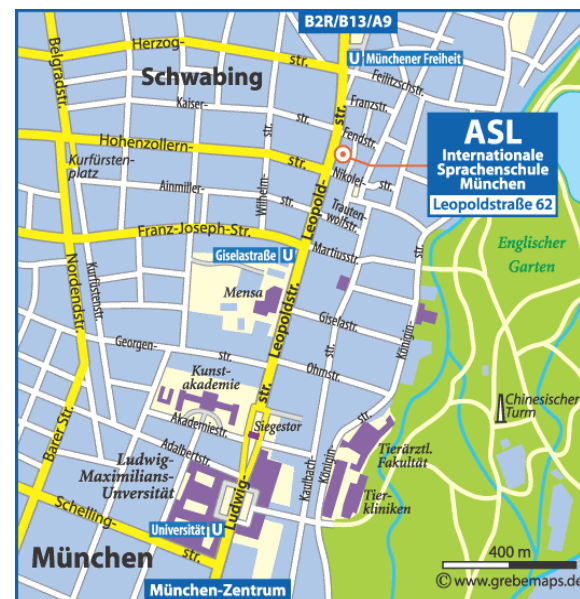 B2R/B13/A9
Belgradstr.
Herzog-
str.
U Münchener Freiheit
Schwabing
Feilitzschstr.
Kaiser-
str.
Franzstr.
Fendstr.
Hohenzollern-
str.
ASL
Internationale
Sprachenschule
München
Leopoldstraße 62
Kurfürsten-
platz
Ainmiller-
str.
Wilhelm-
str.
Nikolei-
str.
Leopold-
str.
Trauten-
wolfstr.
Franz-Joseph-Str.
Martiusstr.
Giselastraße U
Englischer
Garten
Nordendstr.
Kurfürstenstr.
Mensa
Leopoldstr.
Giselastr.
str.
Königin-
str.
Georgen-
str.
Ohmstr.
Kunst-
akademie
Chinesischer
Turm
Barer Str.
Akademiestr.
Siegestor
Adalbertstr.
str.
Ludwig-
Maximilians-
Unversität
Kaulbach-
Königin-
str.
Tierärztl.
Fakultät
Tier-
kliniken
Schelling-
str.
Universität U
Ludwig-
München
400 m
© www.grebemaps.de
München-Zentrum